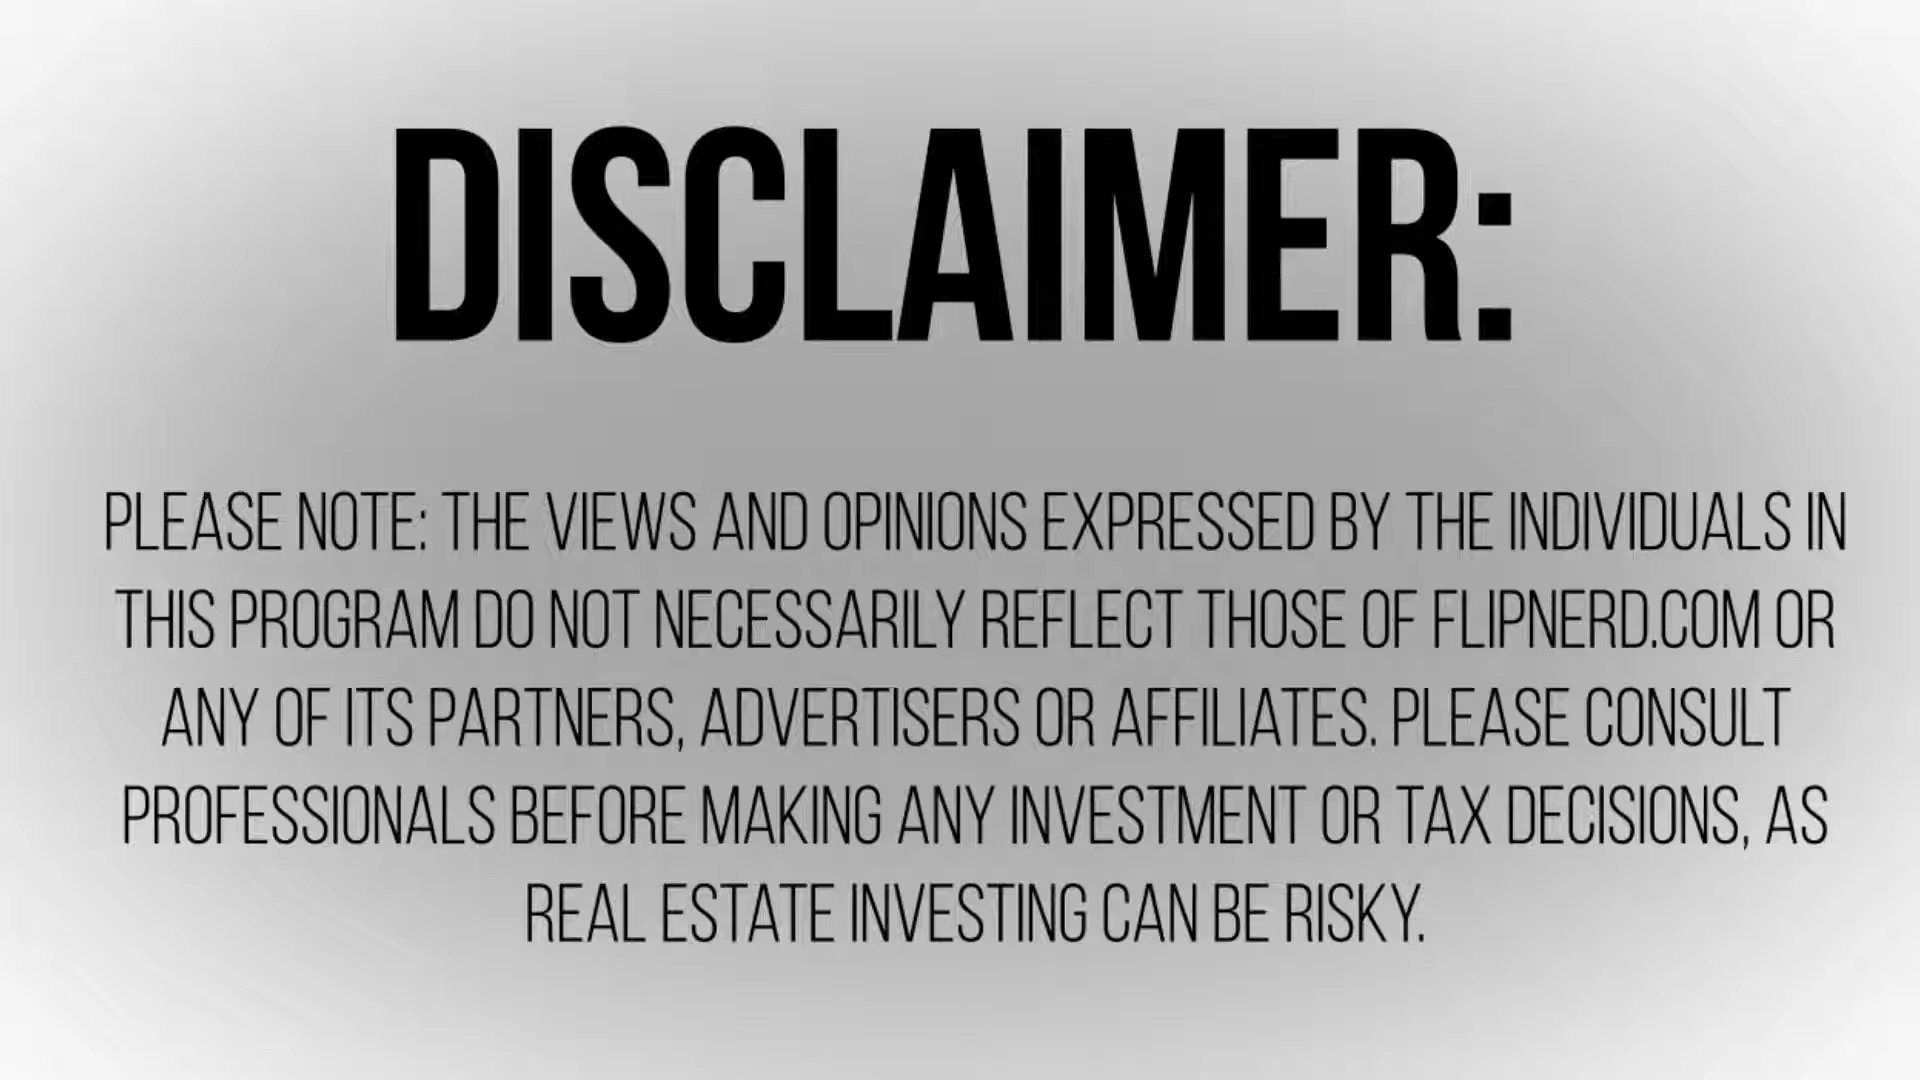 DISCLAIMER:
PLEASE NOTE: THE VIEWS AND OPINIONS EXPRESSED BY THE INDIVIDUALS IN
THIS PROGRAM DO NOT NECESSARILY REFLECT THOSE OF FLIPNERD.COM OR
ANY OF ITS PARTNERS, ADVERTISERS OR AFFILIATES. PLEASE CONSULT
PROFESSIONALS BEFORE MAKING ANY INVESTMENT OR TAX DECISIONS, AS
REAL ESTATE INVESTING CAN BE RISKY.